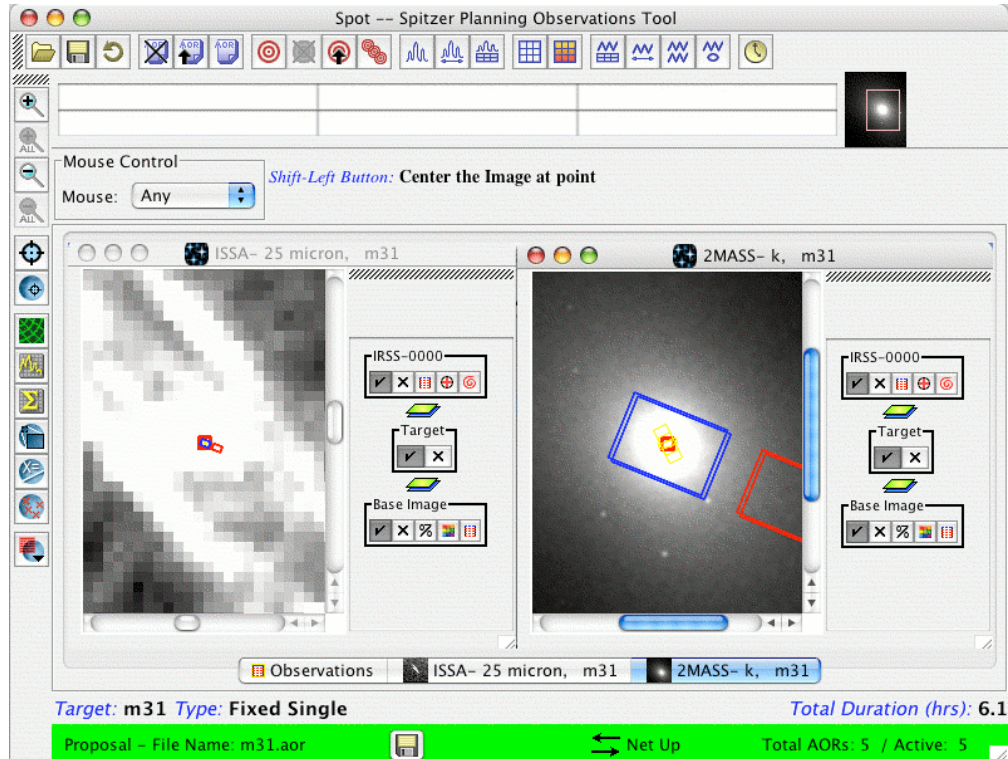 Spot -- Spitzer Planning Observations Tool
AOR
AOR
ALL
ALL
Mouse Control
Mouse: Any
Shift-Left Button: Center the Image at point
ISSA- 25 micron, m31
IRSS-0000
Target
Base Image
2MASS- k, m31
IRSS-0000
Target
Base Image
Observations
ISSA- 25 micron, m31
2MASS- k, m31
Target: m31 Type: Fixed Single
Total Duration (hrs): 6.1
Proposal - File Name: m31.aor
Net Up
Total AORs: 5 / Active: 5